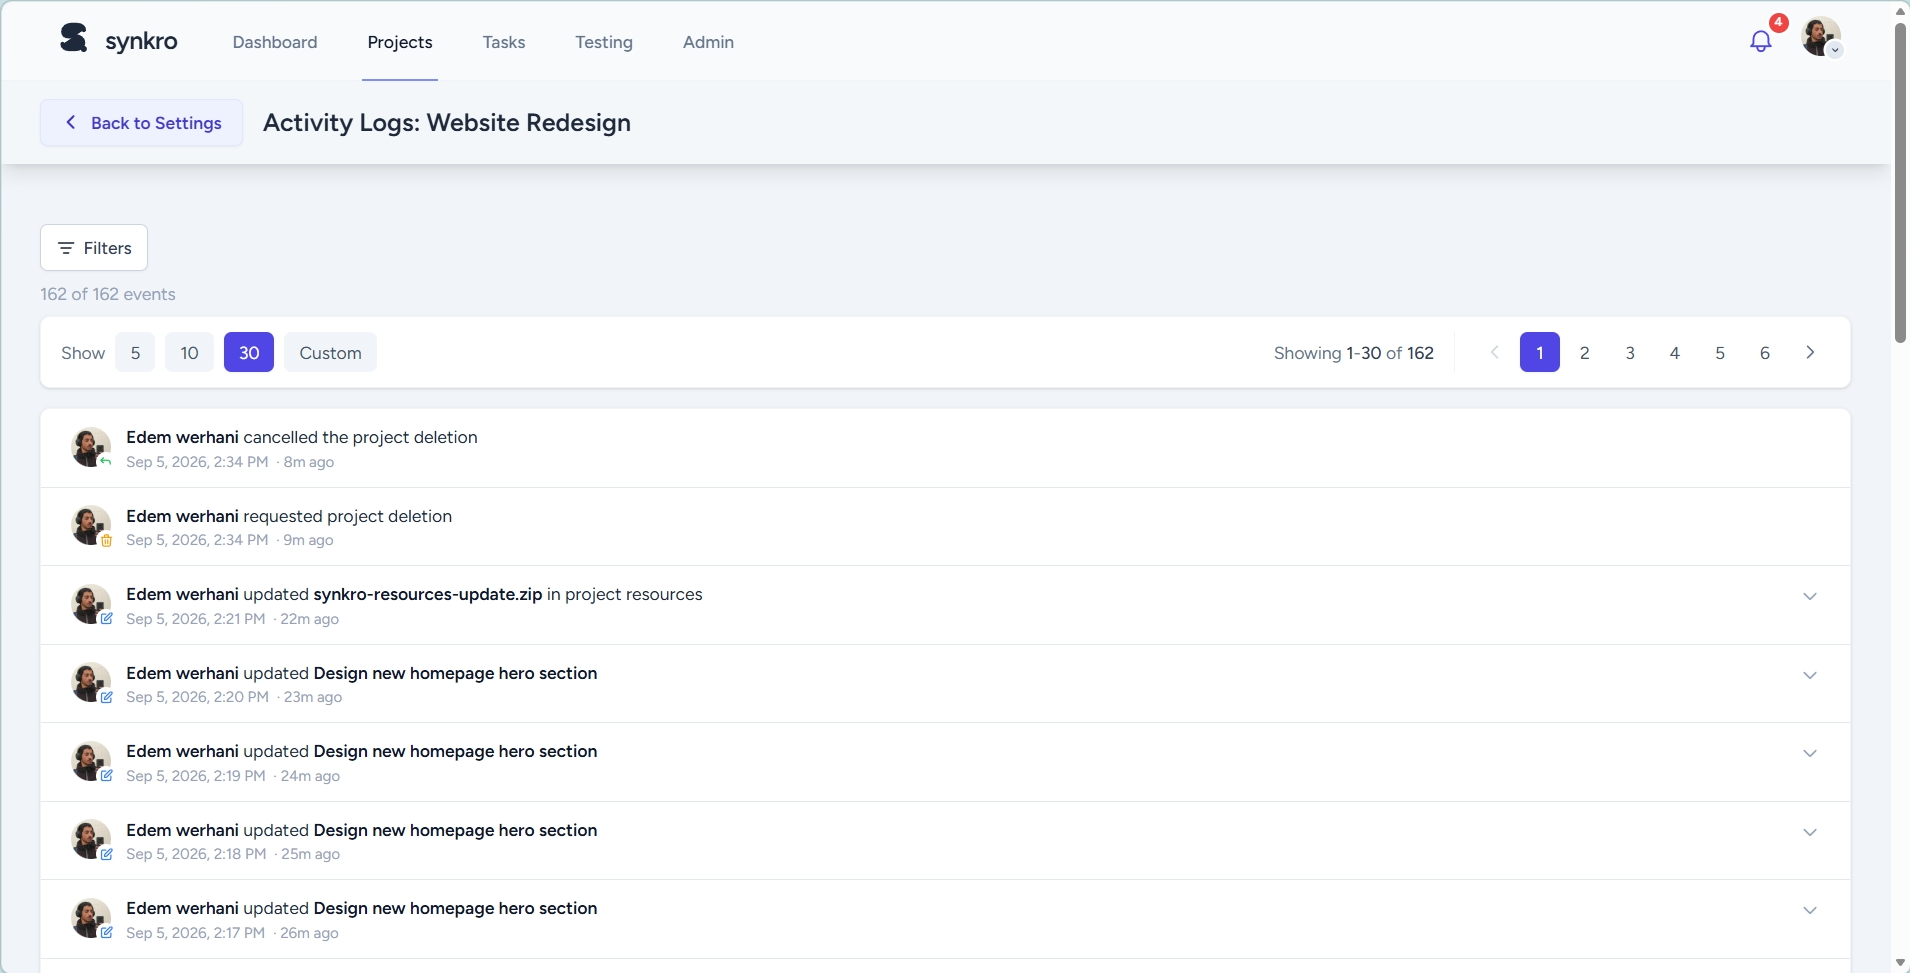 synkro
Dashboard
Projects
Tasks
Testing
Admin
4
Back to Settings
Activity Logs: Website Redesign
Filters
162 of 162 events
Show 5 10 30 Custom
Showing 1-30 of 162
1 2 3 4 5 6
Edem werhani cancelled the project deletion
Sep 5, 2026, 2:34 PM · 8m ago
Edem werhani requested project deletion
Sep 5, 2026, 2:34 PM · 9m ago
Edem werhani updated synkro-resources-update.zip in project resources
Sep 5, 2026, 2:21 PM · 22m ago
Edem werhani updated Design new homepage hero section
Sep 5, 2026, 2:20 PM · 23m ago
Edem werhani updated Design new homepage hero section
Sep 5, 2026, 2:19 PM · 24m ago
Edem werhani updated Design new homepage hero section
Sep 5, 2026, 2:18 PM · 25m ago
Edem werhani updated Design new homepage hero section
Sep 5, 2026, 2:17 PM · 26m ago